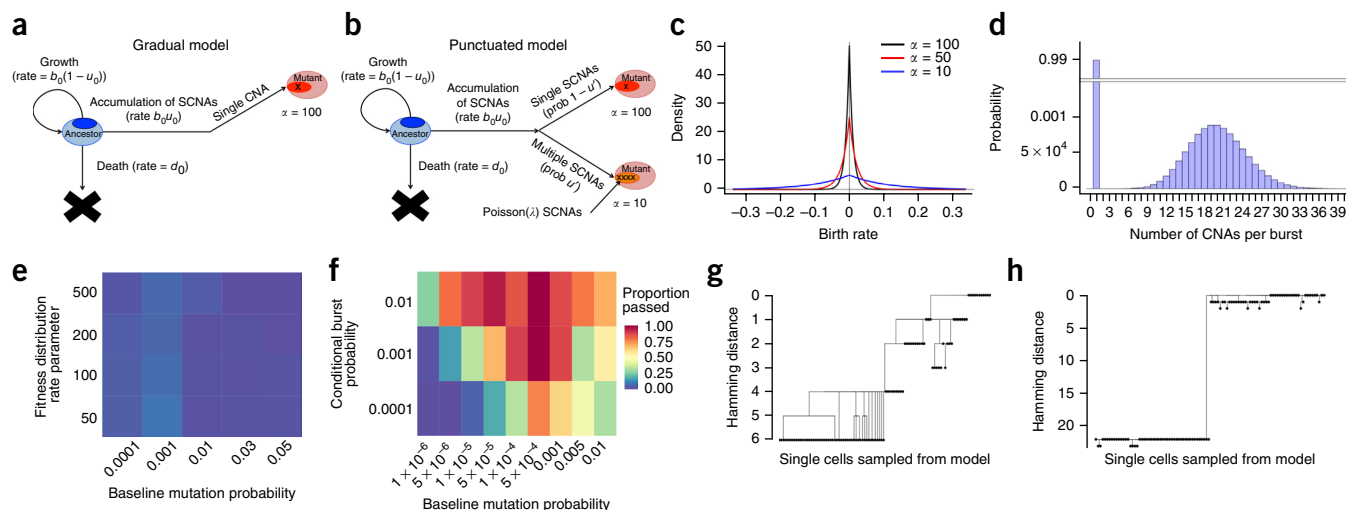 a
Gradual model
Growth
(rate = b₀(1 – u₀))
Accumulation of SCNAs
(rate b₀u₀)
Single CNA
Mutant
X
α = 100
Ancestor
Death (rate = d₀)
b
Punctuated model
Growth
(rate = b₀(1 – u₀))
Accumulation
of SCNAs
(rate b₀u₀)
Single SCNAs
(prob 1 – u′)
Mutant
X
α = 100
Multiple SCNAs
(prob u′)
Mutant
XXXX
α = 10
Ancestor
Death (rate = d₀)
Poisson(λ) SCNAs
c
Density
50
40
30
20
10
0
α = 100
α = 50
α = 10
−0.3 −0.2 −0.1 0 0.1 0.2 0.3
Birth rate
d
Probability
0.99
0.001
5 × 10⁴
0
0 3 6 9 12 15 18 21 24 27 30 33 36 39
Number of CNAs per burst
e
Fitness distribution
rate parameter
500
200
100
50
0.0001 0.001 0.01 0.03 0.05
Baseline mutation probability
f
Conditional burst
probability
0.01
0.001
0.0001
1 × 10⁻⁶ 5 × 10⁻⁶ 1 × 10⁻⁵ 5 × 10⁻⁵ 1 × 10⁻⁴ 5 × 10⁻⁴ 0.001 0.005 0.01
Baseline mutation probability
Proportion
passed
1.00
0.75
0.50
0.25
0.00
g
Hamming distance
0
1
2
3
4
5
6
Single cells sampled from model
h
Hamming distance
0
5
10
15
20
Single cells sampled from model